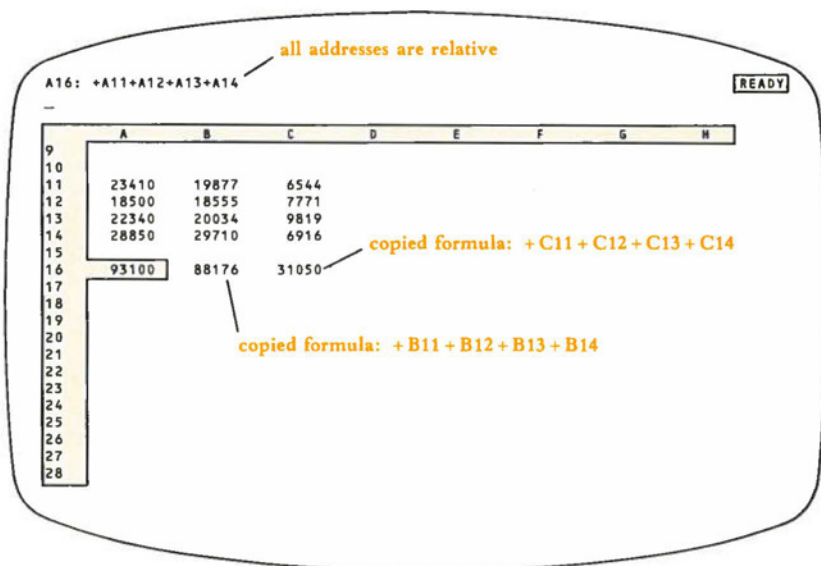 all addresses are relative
A16: +A11+A12+A13+A14 READY
A B C D E F G H
9
10
11 23410 19877 6544
12 18500 18555 7771
13 22340 20034 9819
14 28850 29710 6916
copied formula: +C11+C12+C13+C14
15
16 93100 88176 31050
17
18
19
20
copied formula: +B11+B12+B13+B14
21
22
23
24
25
26
27
28